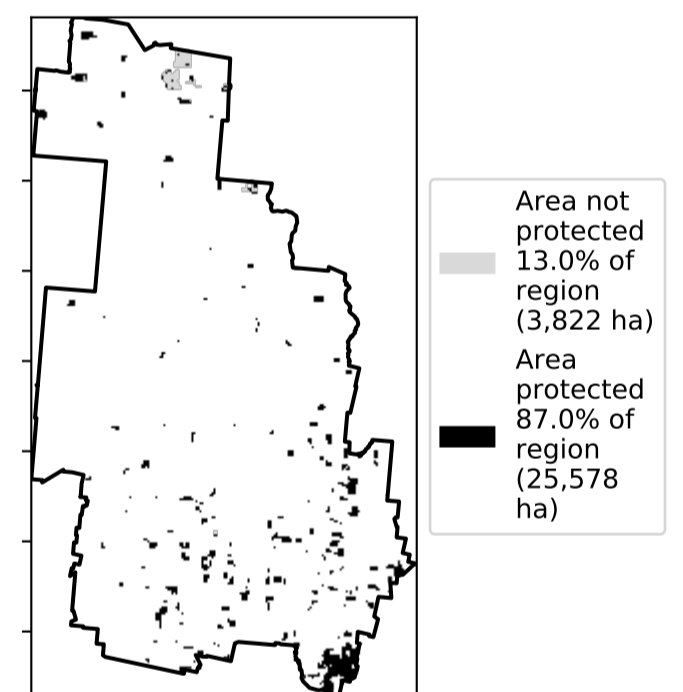 Area not
protected
13.0% of
region
(3,822 ha)
Area
protected
87.0% of
region
(25,578
ha)